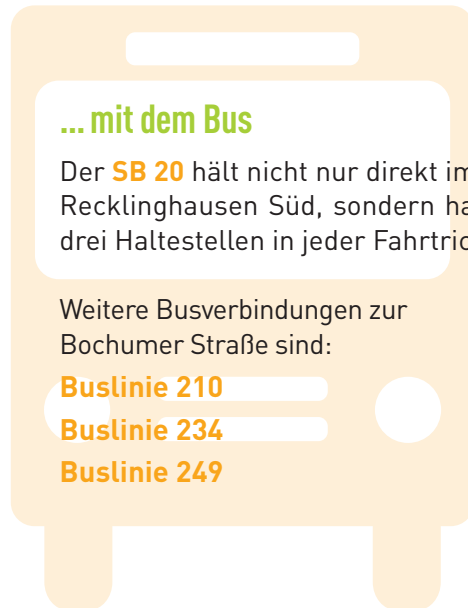 ... mit dem Bus
Der SB 20 hält nicht nur direkt im
Recklinghausen Süd, sondern ha
drei Haltestellen in jeder Fahrtric
Weitere Busverbindungen zur
Bochumer Straße sind:
Buslinie 210
Buslinie 234
Buslinie 249